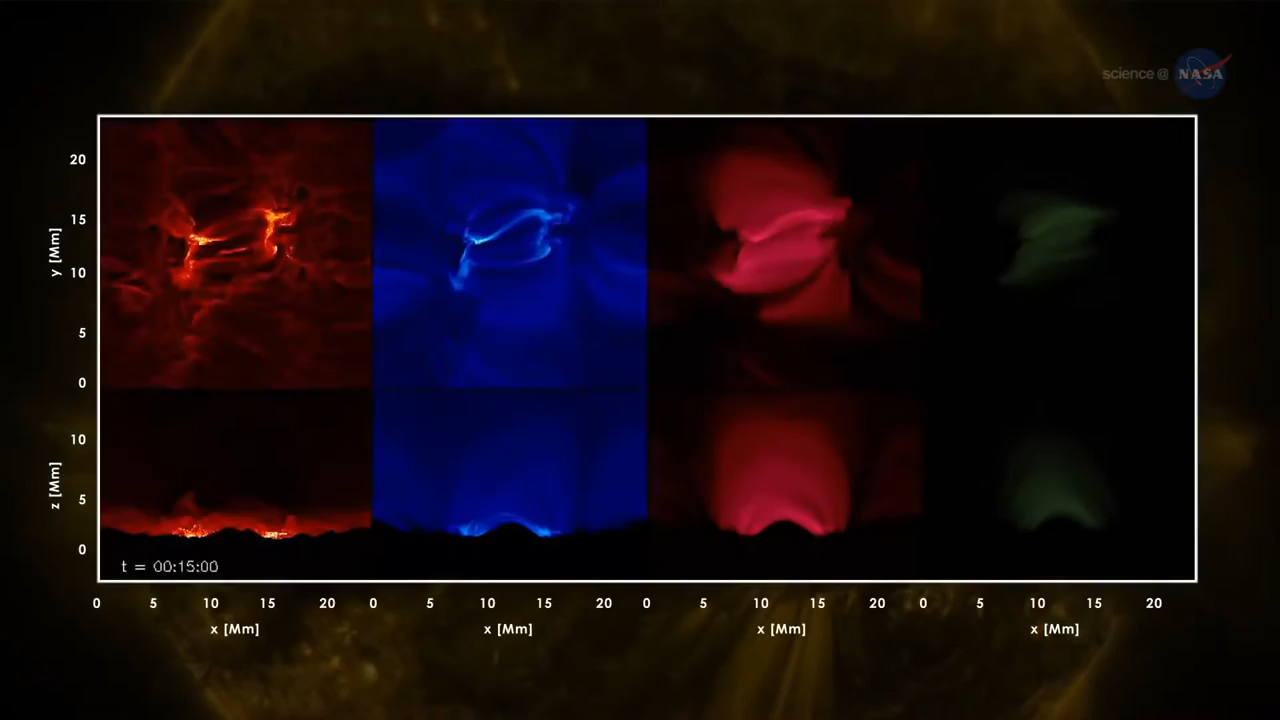 science@ NASA
20
15
y [Mm]
10
5
0
10
z [Mm]
5
0
t = 00:15:00
0 5 10 15 20 0 5 10 15 20 0 5 10 15 20 0 5 10 15 20
x [Mm] x [Mm] x [Mm] x [Mm]